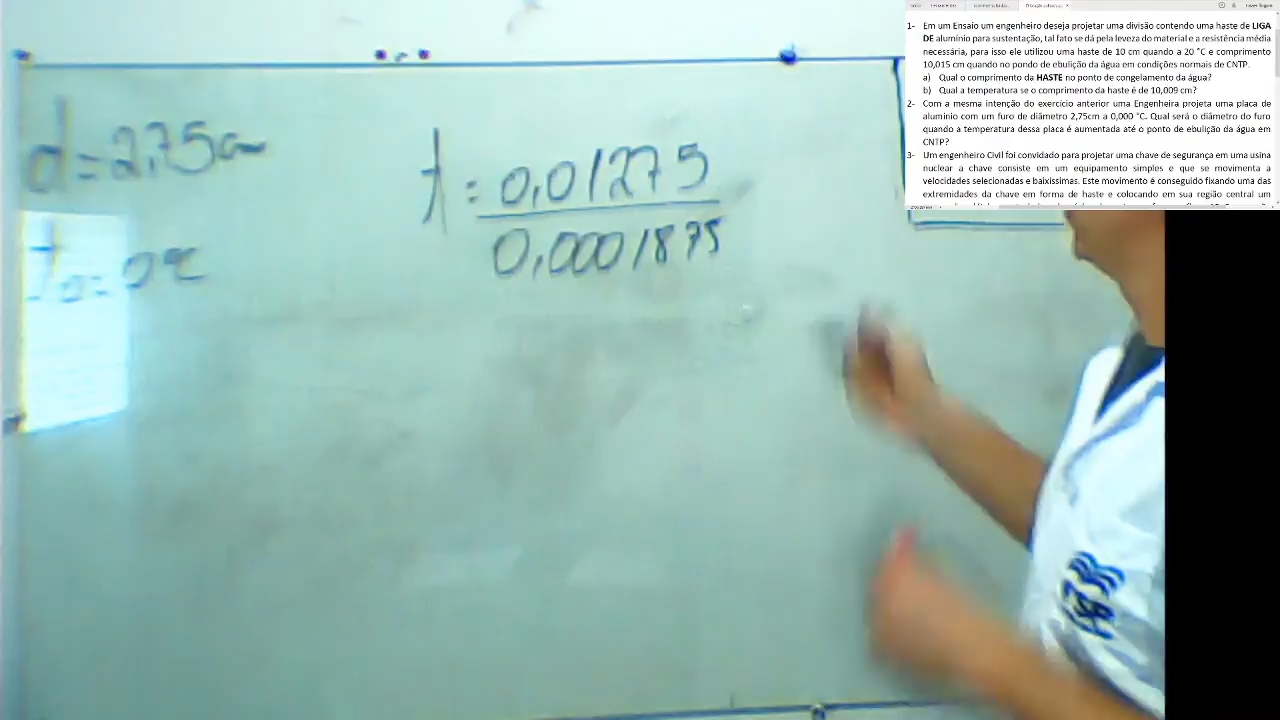 d=2,75cm
t0=0°C
t = 0,01275
0,0001875
1- Em um Ensaio um engenheiro deseja projetar uma divisão contendo uma haste de LIGA
DE alumínio para sustentação, tal fato se dá pela leveza do material e a resistência média
necessária, para isso ele utilizou uma haste de 10 cm quando a 20 °C e comprimento
10,015 cm quando no pondo de ebulição da água em condições normais de CNTP.
a) Qual o comprimento da HASTE no ponto de congelamento da água?
b) Qual a temperatura se o comprimento da haste é de 10,009 cm?
2- Com a mesma intenção do exercício anterior uma Engenheira projeta uma placa de
alumínio com um furo de diâmetro 2,75cm a 0,000 °C. Qual será o diâmetro do furo
quando a temperatura dessa placa é aumentada até o ponto de ebulição da água em
CNTP?
3- Um engenheiro Civil foi convidado para projetar uma chave de segurança em uma usina
nuclear a chave consiste em um equipamento simples e que se movimenta a
velocidades selecionadas e baixíssimas. Este movimento é conseguido fixando uma das
extremidades da chave em forma de haste e colocando em sua região central um